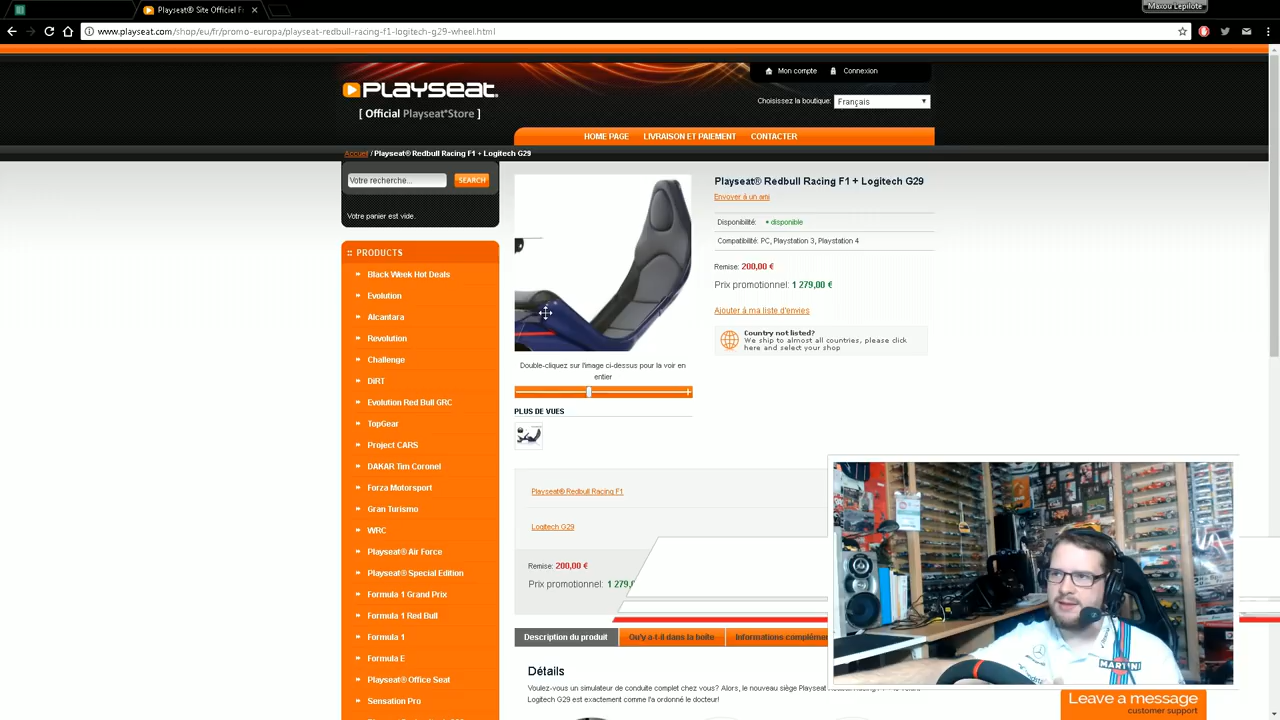 Playseat® Site Officiel Fr
Maxou Lepilote
www.playseat.com/shop/eu/fr/promo-europa/playseat-redbull-racing-f1-logitech-g29-wheel.html
Mon compte
Connexion
PLAYSEAT.
[ Official Playseat®Store ]
Choisissez la boutique:
Français
HOME PAGE
LIVRAISON ET PAIEMENT
CONTACTER
Accueil / Playseat® Redbull Racing F1 + Logitech G29
Votre recherche...
SEARCH
Votre panier est vide.
PRODUCTS
Black Week Hot Deals
Evolution
Alcantara
Revolution
Challenge
DiRT
Evolution Red Bull GRC
TopGear
Project CARS
DAKAR Tim Coronel
Forza Motorsport
Gran Turismo
WRC
Playseat® Air Force
Playseat® Special Edition
Formula 1 Grand Prix
Formula 1 Red Bull
Formula 1
Formula E
Playseat® Office Seat
Sensation Pro
Double-cliquez sur l'image ci-dessus pour la voir en
entier
PLUS DE VUES
Playseat® Redbull Racing F1 + Logitech G29
Envoyer à un ami
Disponibilité: • disponible
Compatibilité: PC, Playstation 3, Playstation 4
Remise: 200,00 €
Prix promotionnel: 1 279,00 €
Ajouter à ma liste d'envies
Country not listed?
We ship to almost all countries, please click
here and select your shop
Playseat® Redbull Racing F1
Logitech G29
Remise: 200,00 €
Prix promotionnel: 1 279,0
Description du produit
Qu'y a-t-il dans la boîte
Informations complémen
Détails
Voulez-vous un simulateur de conduite complet chez vous? Alors, le nouveau siège Playseat
Logitech G29 est exactement comme l'a ordonné le docteur!
MARTINI
Leave a message
customer support